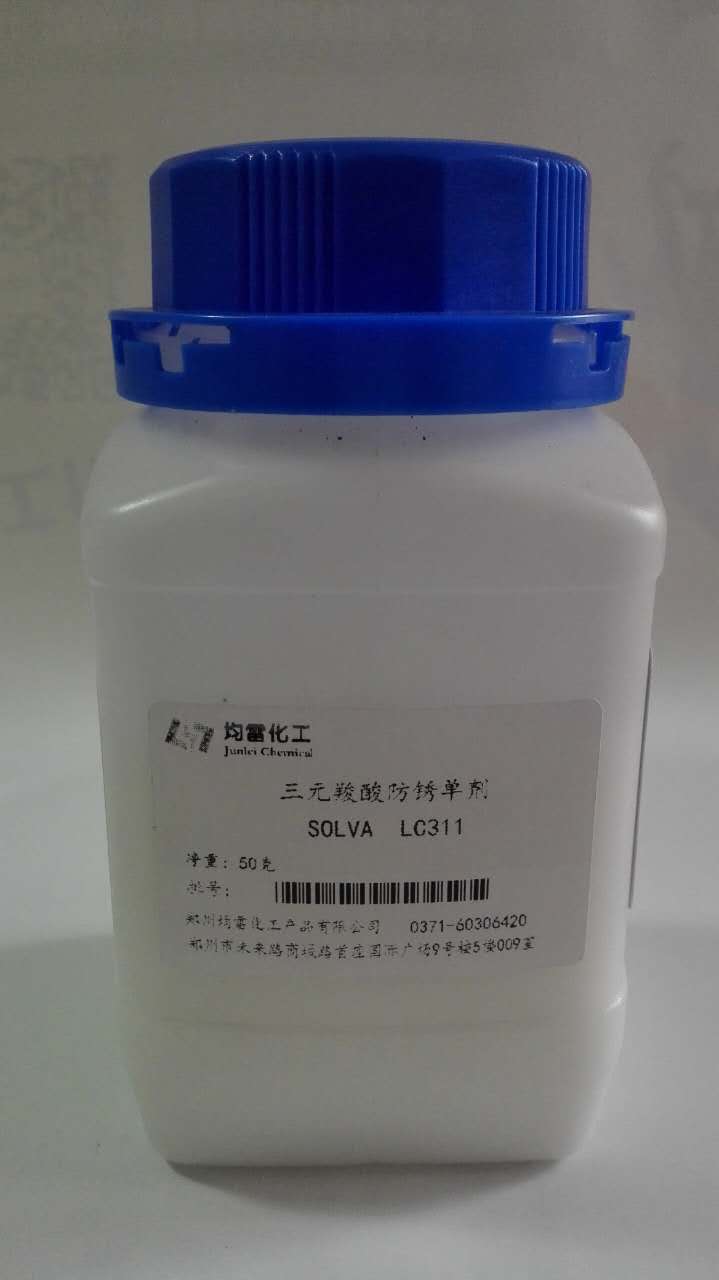 均雷化工
Junlei Chemical
三元羧酸防锈单剂
SOLVA LC311
净重：50克
批号：
郑州均雷化工产品有限公司 0371-60306420
郑州市未来路商城路首座国际广场9号楼5楼009室